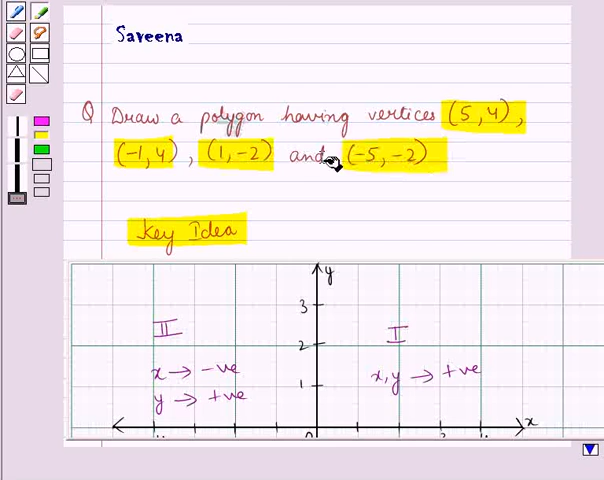 Saveena
Q Draw a polygon having vertices (5, 4),
(-1, 4), (1, -2) and (-5, -2)
Key Idea
y
3
II
I
2
x → -ve
x, y → +ve
1
y → +ve
x